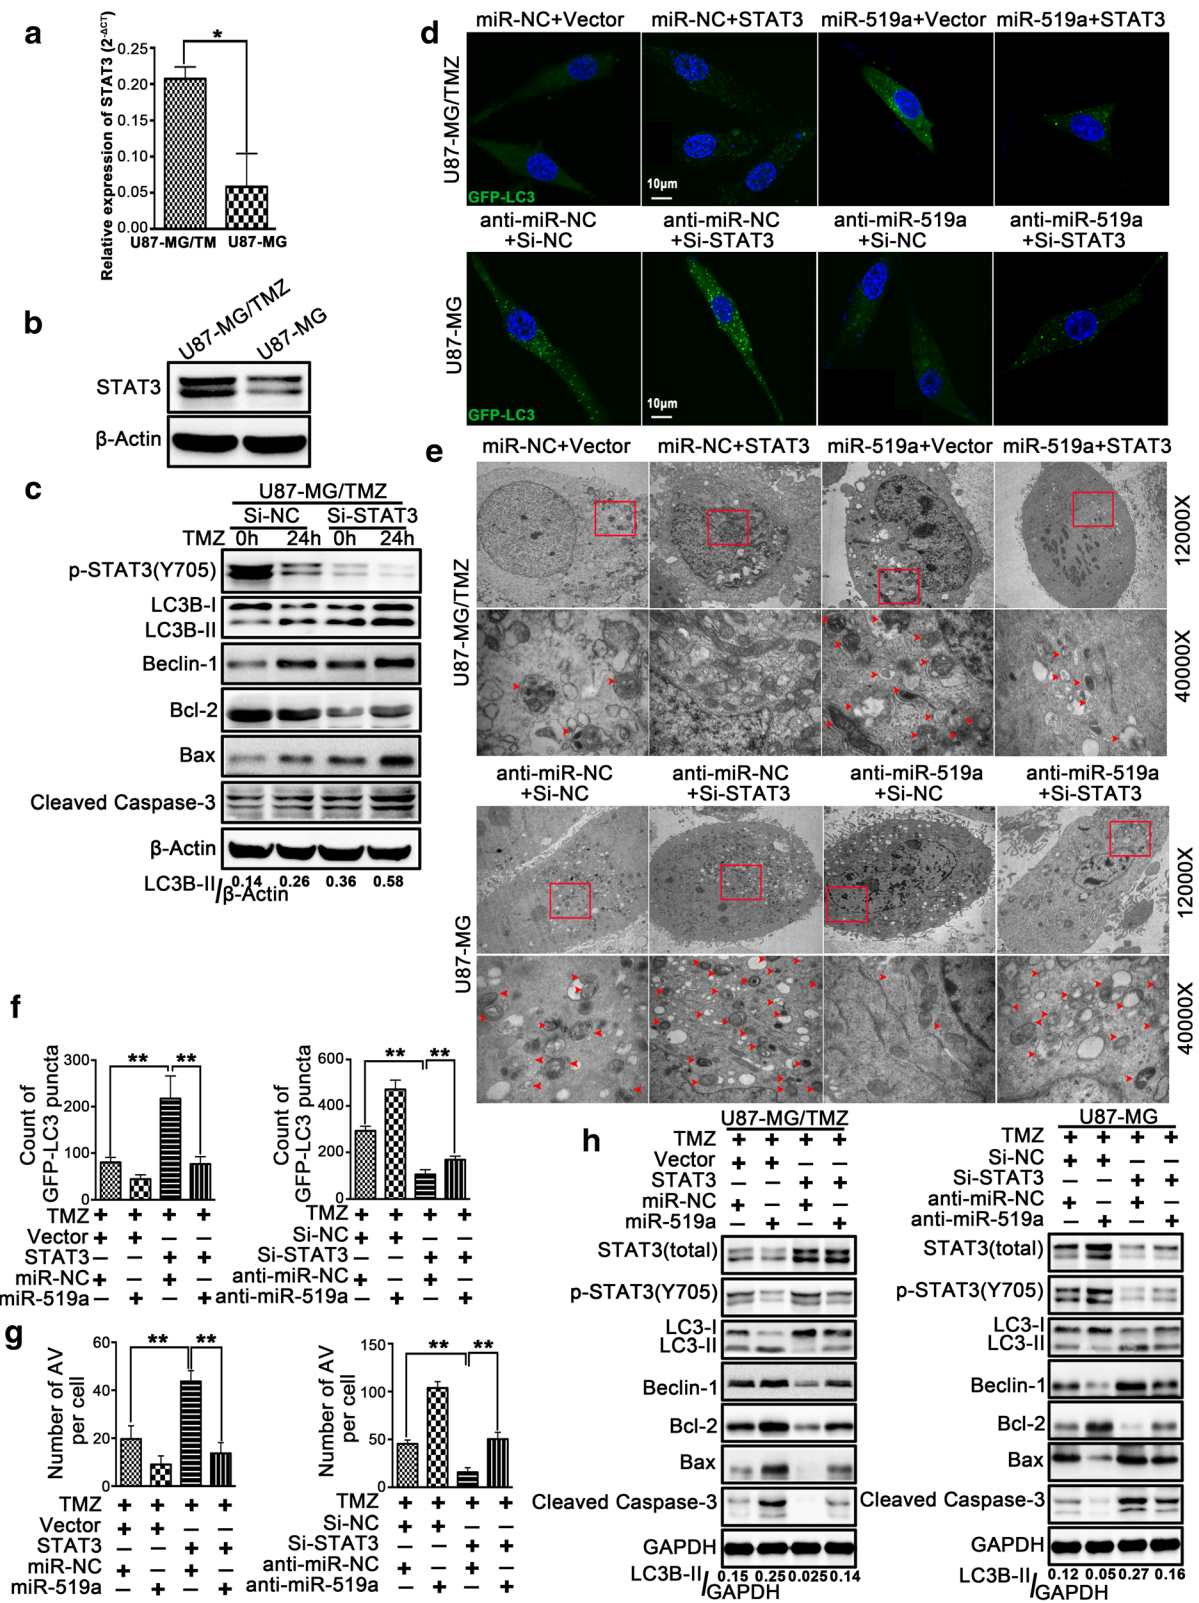 a
Relative expression of STAT3 (2-ΔCT)
0.25
0.20
0.15
0.10
0.05
0.00
*
U87-MG/TM
U87-MG
b
U87-MG/TMZ
U87-MG
STAT3
β-Actin
c
U87-MG/TMZ
Si-NC Si-STAT3
TMZ 0h 24h 0h 24h
p-STAT3(Y705)
LC3B-I
LC3B-II
Beclin-1
Bcl-2
Bax
Cleaved Caspase-3
β-Actin
LC3B-II/β-Actin 0.14 0.26 0.36 0.58
d
miR-NC+Vector miR-NC+STAT3 miR-519a+Vector miR-519a+STAT3
U87-MG/TMZ
GFP-LC3
10μm
anti-miR-NC anti-miR-NC anti-miR-519a anti-miR-519a
+Si-NC +Si-STAT3 +Si-NC +Si-STAT3
U87-MG
GFP-LC3
10μm
e
miR-NC+Vector miR-NC+STAT3 miR-519a+Vector miR-519a+STAT3
U87-MG/TMZ
12000X
40000X
anti-miR-NC anti-miR-NC anti-miR-519a anti-miR-519a
+Si-NC +Si-STAT3 +Si-NC +Si-STAT3
U87-MG
12000X
40000X
f
Count of
GFP-LC3 puncta
300
200
100
0
** **
TMZ + + + +
Vector + + − −
STAT3 − − + +
miR-NC + − + −
miR-519a − + − +
Count of
GFP-LC3 puncta
600
400
200
0
** **
TMZ + + + +
Si-NC + + − −
Si-STAT3 − − + +
anti-miR-NC + − + −
anti-miR-519a − + − +
g
Number of AV
per cell
60
40
20
0
** **
TMZ + + + +
Vector + + − −
STAT3 − − + +
miR-NC + − + −
miR-519a − + − +
Number of AV
per cell
150
100
50
0
** **
TMZ + + + +
Si-NC + + − −
Si-STAT3 − − + +
anti-miR-NC + − + −
anti-miR-519a − + − +
h
U87-MG/TMZ
TMZ + + + +
Vector + + − −
STAT3 − − + +
miR-NC + − + −
miR-519a − + − +
STAT3(total)
p-STAT3(Y705)
LC3-I
LC3-II
Beclin-1
Bcl-2
Bax
Cleaved Caspase-3
GAPDH
LC3B-II/GAPDH 0.15 0.25 0.025 0.14
U87-MG
TMZ + + + +
Si-NC + + − −
Si-STAT3 − − + +
anti-miR-NC + − + −
anti-miR-519a − + − +
STAT3(total)
p-STAT3(Y705)
LC3-I
LC3-II
Beclin-1
Bcl-2
Bax
Cleaved Caspase-3
GAPDH
LC3B-II/GAPDH 0.12 0.05 0.27 0.16